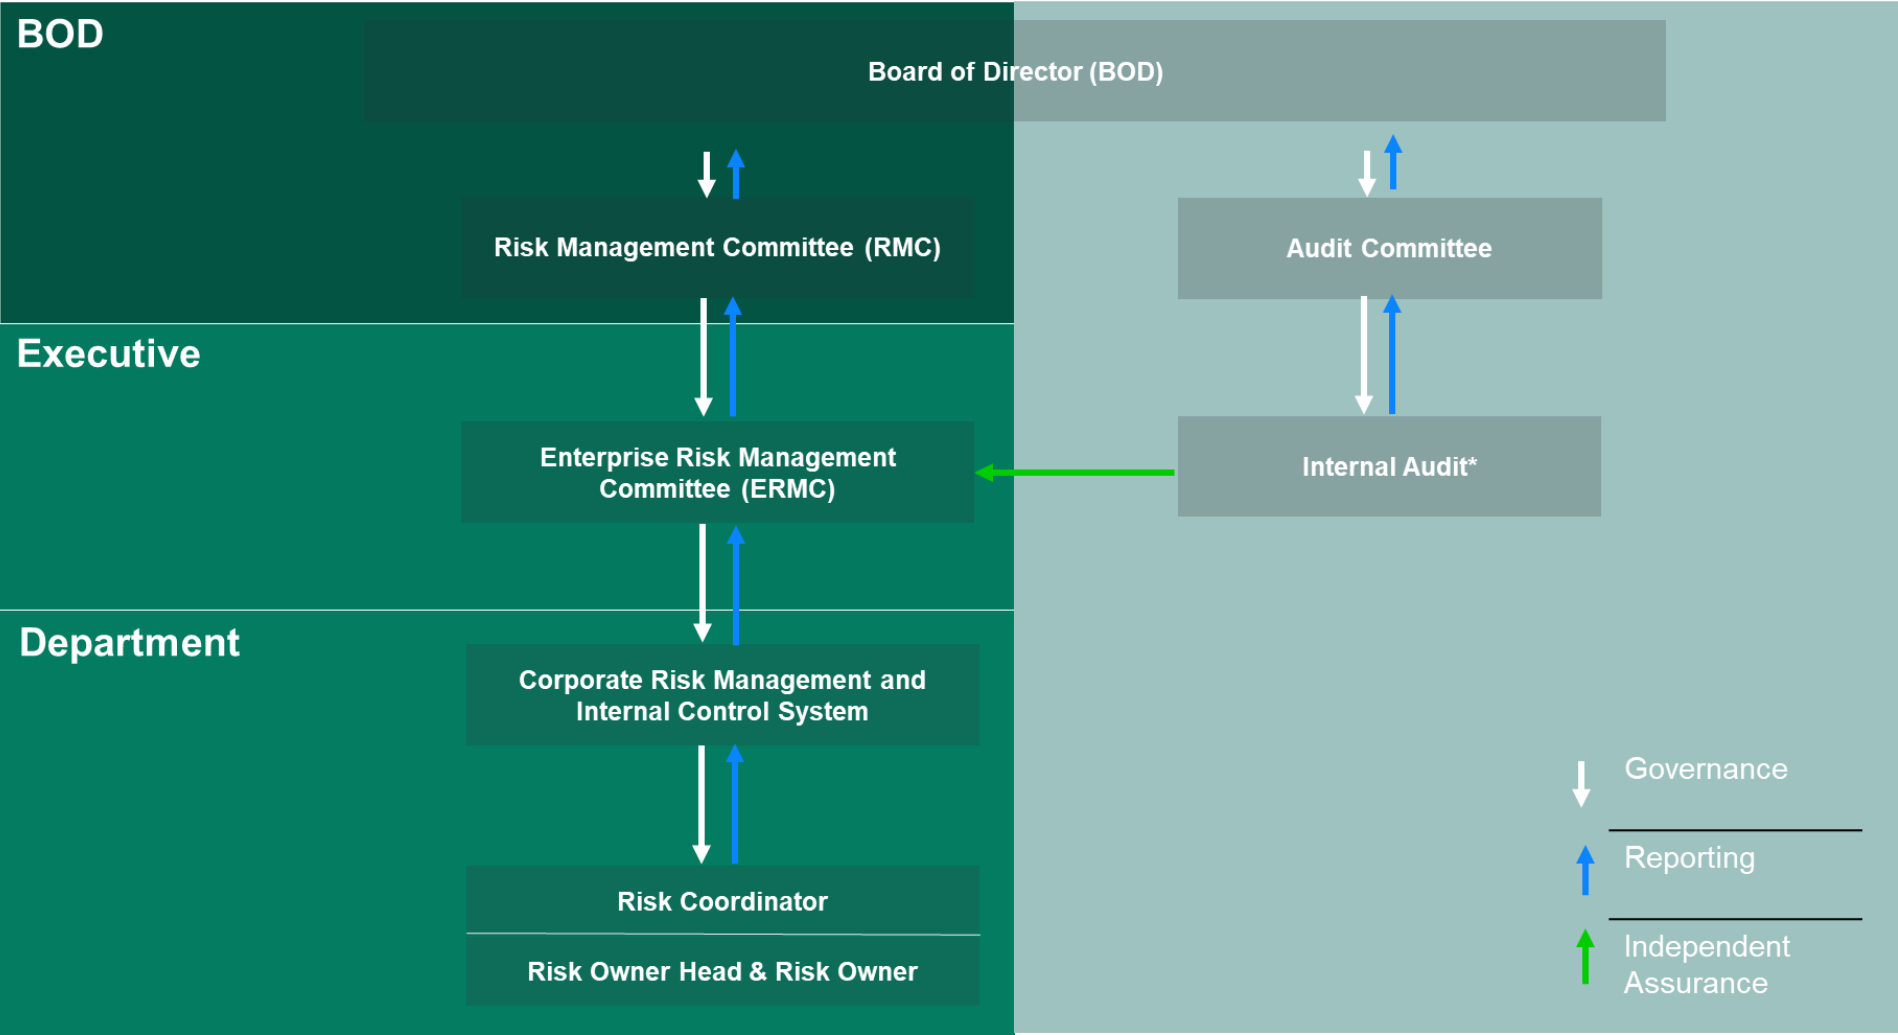 BOD
Board of Director (BOD)
Risk Management Committee (RMC)
Audit Committee
Executive
Enterprise Risk Management
Committee (ERMC)
Internal Audit*
Department
Corporate Risk Management and
Internal Control System
Risk Coordinator
Risk Owner Head & Risk Owner
Governance
Reporting
Independent
Assurance